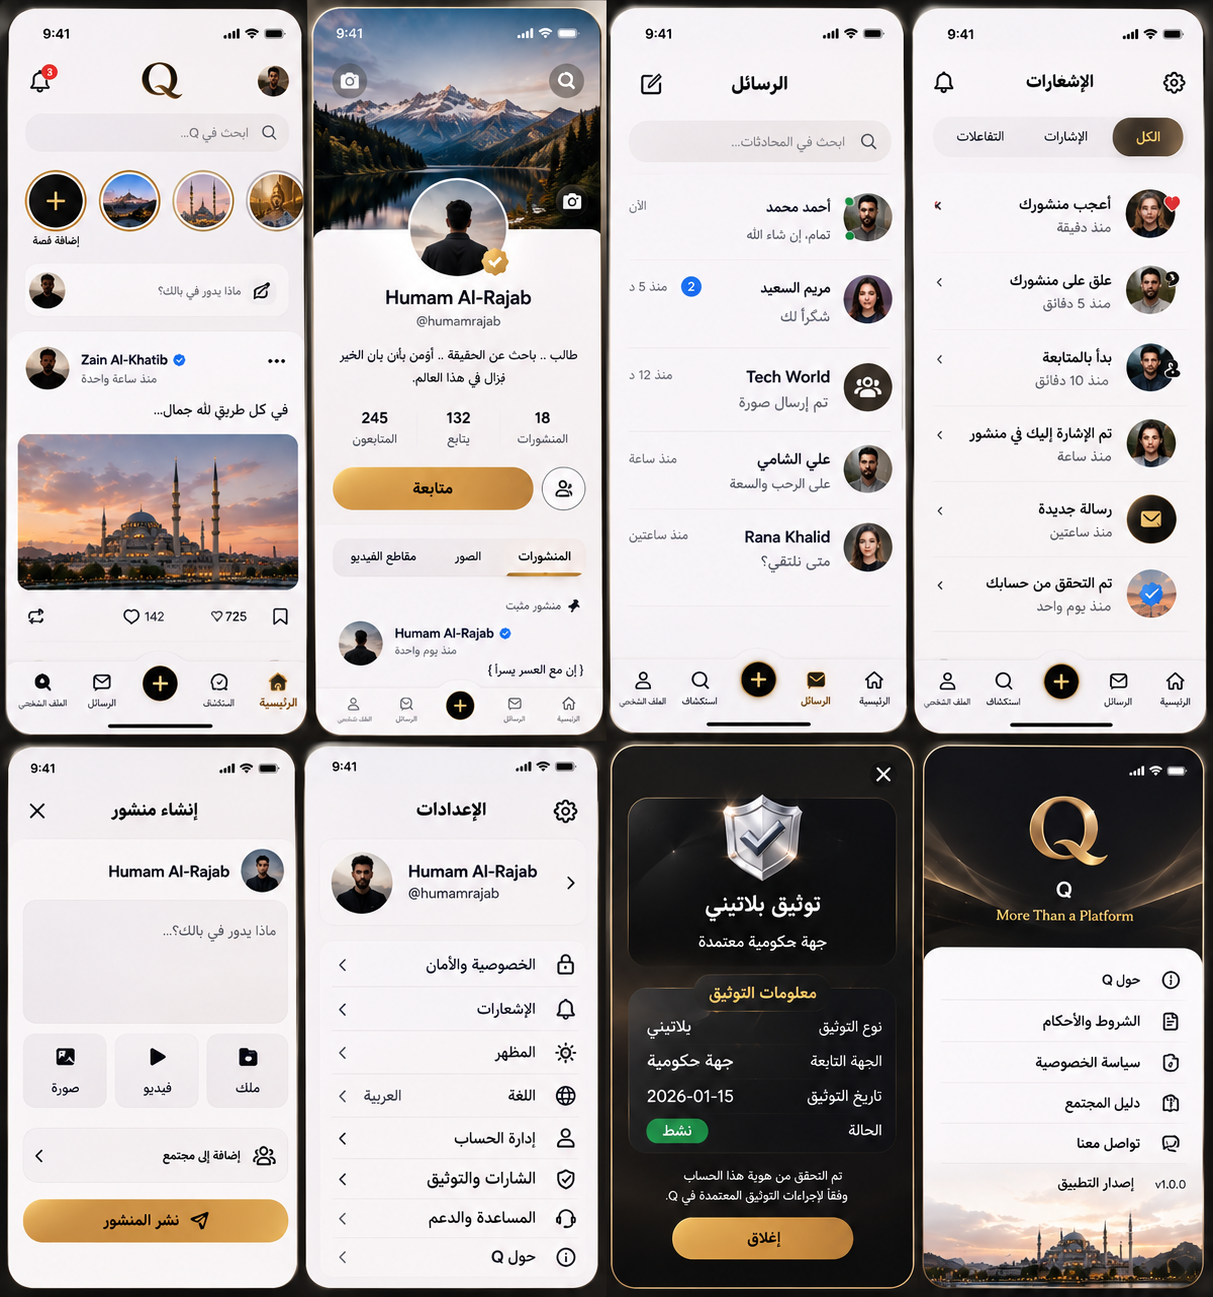 9:41
3
Q
ابحث في Q...
إضافة قصة
ماذا يدور في بالك؟
Zain Al-Khatib
منذ ساعة واحدة
في كل طريق لله جمال...
142
725
الرئيسية
استكشاف
الرسائل
الملف الشخصي
9:41
Humam Al-Rajab
@humamrajab
طالب .. باحث عن الحقيقة .. أؤمن بأن بان الخير
فزال في هذا العالم.
18
132
245
المنشورات
يتابع
المتابعون
متابعة
المنشورات
الصور
مقاطع الفيديو
منشور مثبت
Humam Al-Rajab
منذ يوم واحدة
{ إن مع العسر يسرا }
الرئيسية
الرسائل
الرسائل
9:41
الرسائل
ابحث في المحادثات...
أحمد محمد
الآن
تمام، إن شاء الله
مريم السعيد
2
منذ 5 د
شگرأ لك
Tech World
منذ 12 د
تم إرسال صورة
علي الشامي
منذ ساعة
على الرحب والسعة
Rana Khalid
منذ ساعتين
متى نلتقي؟
الرئيسية
الرسائل
استكشاف
الملف الشخصي
9:41
الإشعارات
الكل
الإشارات
التفاعلات
أعجب منشورك
منذ دقيقة
علق على منشورك
منذ 5 دقائق
بدأ بالمتابعة
منذ 10 دقائق
تم الإشارة إليك في منشور
منذ ساعة
رسالة جديدة
منذ ساعتين
تم التحقق من حسابك
منذ يوم واحد
الرئيسية
الرسائل
استكشاف
الملف الشخصي
9:41
إنشاء منشور
Humam Al-Rajab
ماذا يدور في بالك؟...
ملك
فيديو
صورة
إضافة إلى مجتمع
نشر المنشور
9:41
الإعدادات
Humam Al-Rajab
@humamrajab
الخصوصية والأمان
الإشعارات
المظهر
اللغة
العربية
إدارة الحساب
الشارات والتوثيق
المساعدة والدعم
حول Q
توثيق بلاتيني
جهة حكومية معتمدة
معلومات التوثيق
نوع التوثيق
بلاتيني
الجهة التابعة
جهة حكومية
تاريخ التوثيق
2026-01-15
الحالة
نشط
تم التحقق من هوية هذا الحساب
وفقاً لإجراءات التوثيق المعتمدة في Q.
إغلاق
Q
Q
More Than a Platform
حول Q
الشروط والأحكام
سياسة الخصوصية
دليل المجتمع
تواصل معنا
إصدار التطبيق
v1.0.0